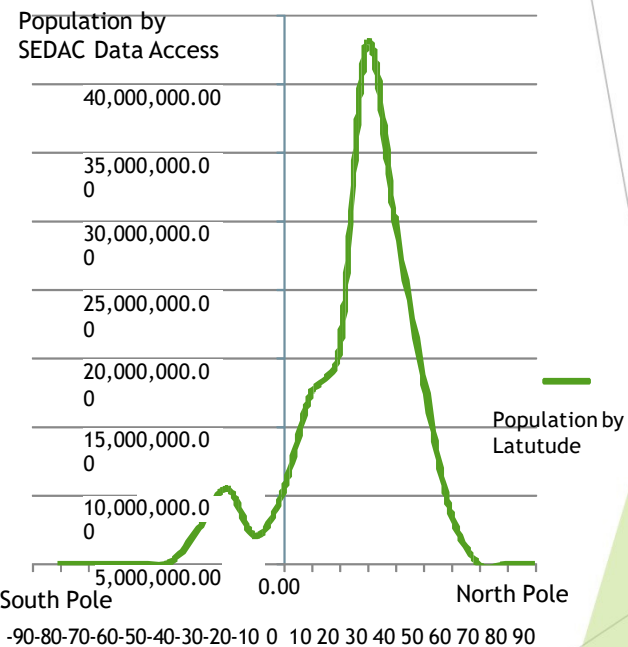 Population by
SEDAC Data Access
40,000,000.00
35,000,000.0
0
30,000,000.0
0
25,000,000.0
0
20,000,000.0
0
15,000,000.0
0
10,000,000.0
0
5,000,000.00
0.00
Population by
Latutude
South Pole
North Pole
-90-80-70-60-50-40-30-20-10 0 10 20 30 40 50 60 70 80 90